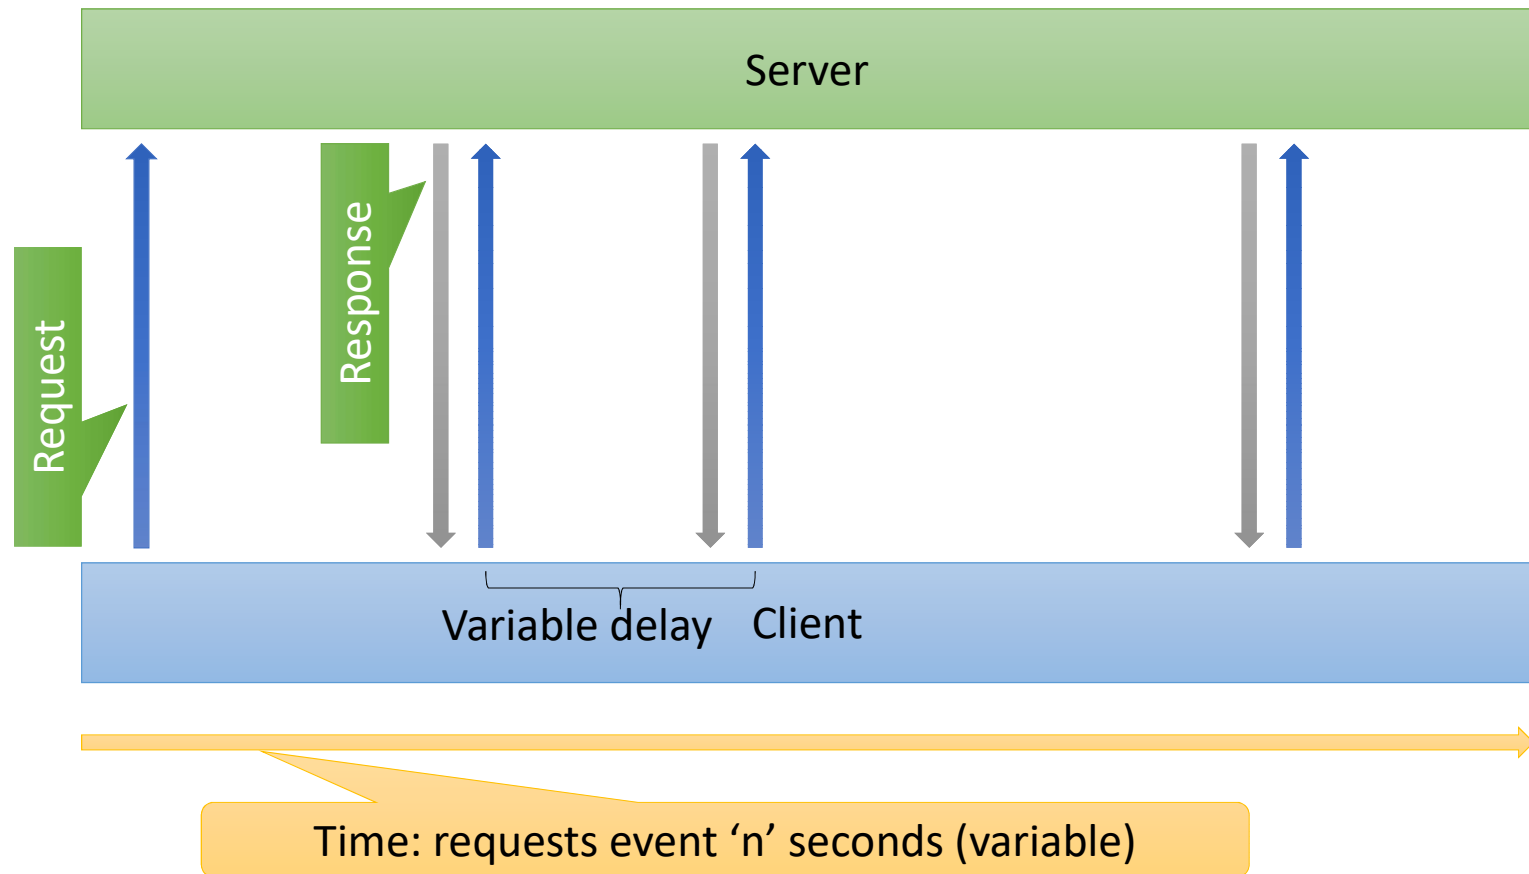 Server
Request
Response
Variable delay
Client
Time: requests event ‘n’ seconds (variable)